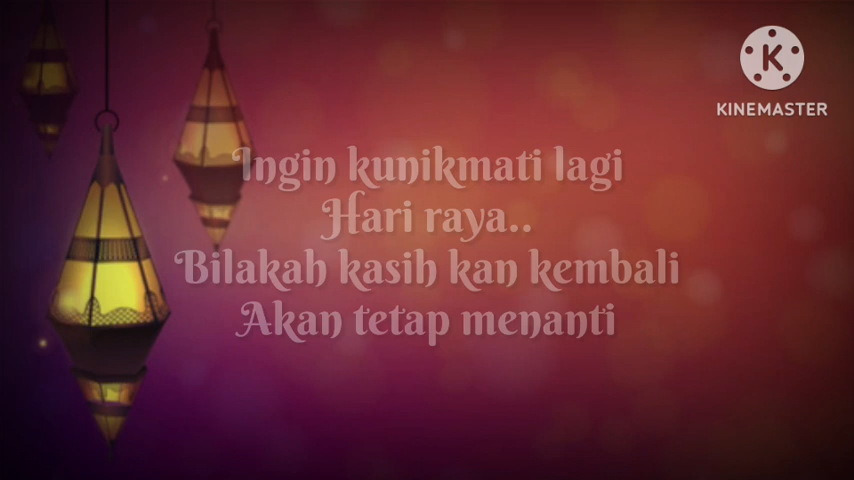 KINEMASTER
Ingin kunikmati lagi
Hari raya..
Bilakah kasih kan kembali
Akan tetap menanti